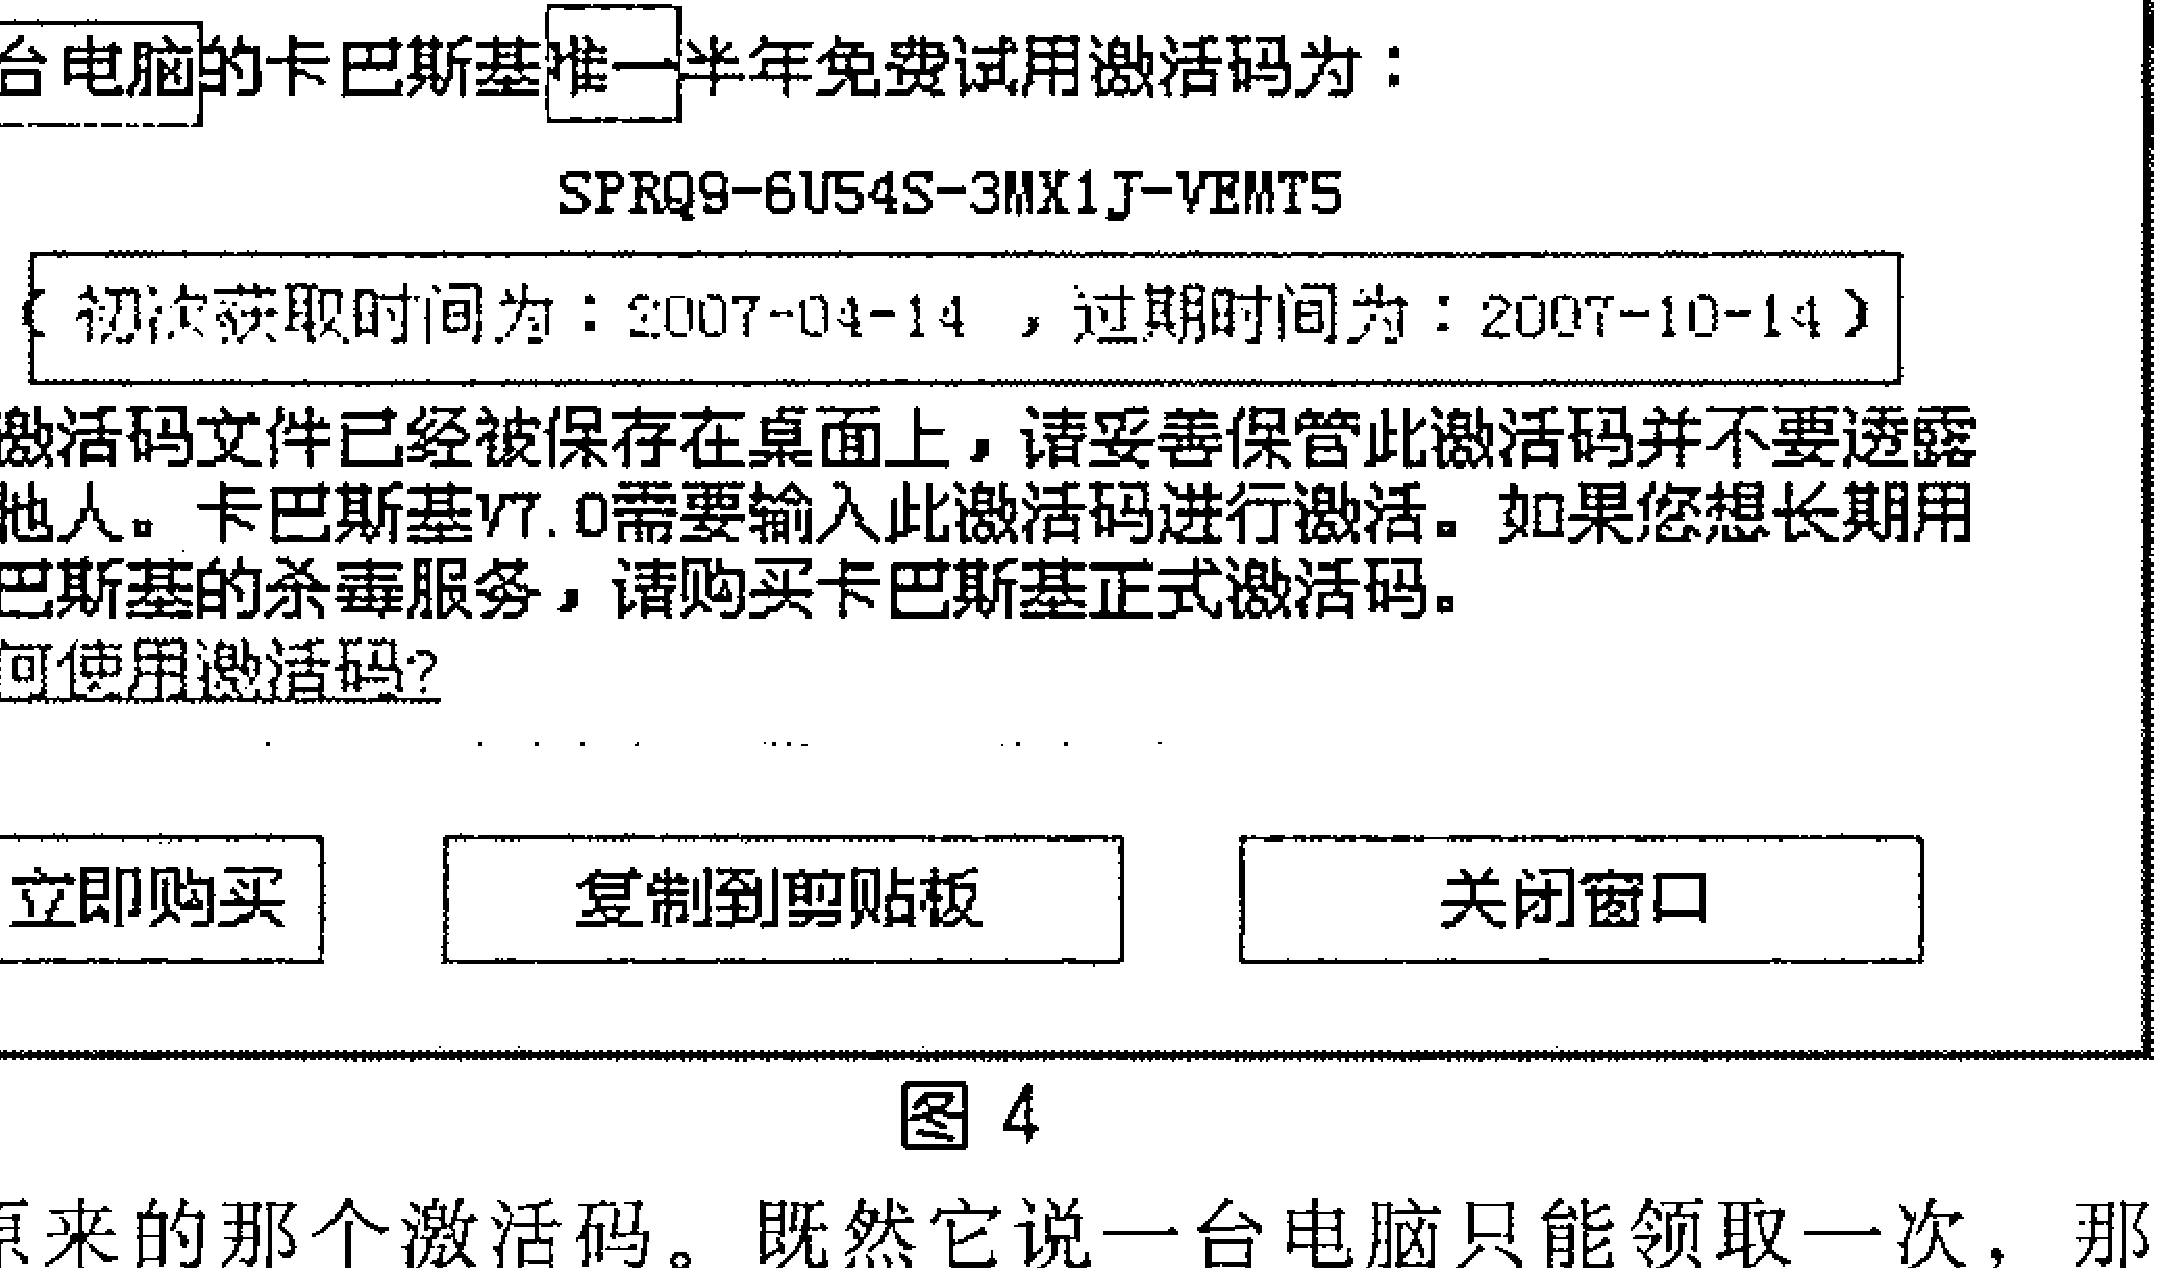 台电脑的卡巴斯基唯一半年免费试用激活码为：
SPRQ9-6U54S-3MX1J-VEMT5
（初次获取时间为：2007-04-14 ，过期时间为：2007-10-14）
激活码文件已经被保存在桌面上，请妥善保管此激活码并不要透露
他人。卡巴斯基V7.0需要输入此激活码进行激活。如果您想长期用
巴斯基的杀毒服务，请购买卡巴斯基正式激活码。
何使用激活码?
立即购买 复制到剪贴板 关闭窗口
图 4
原来的那个激活码。既然它说一台电脑只能领取一次，那